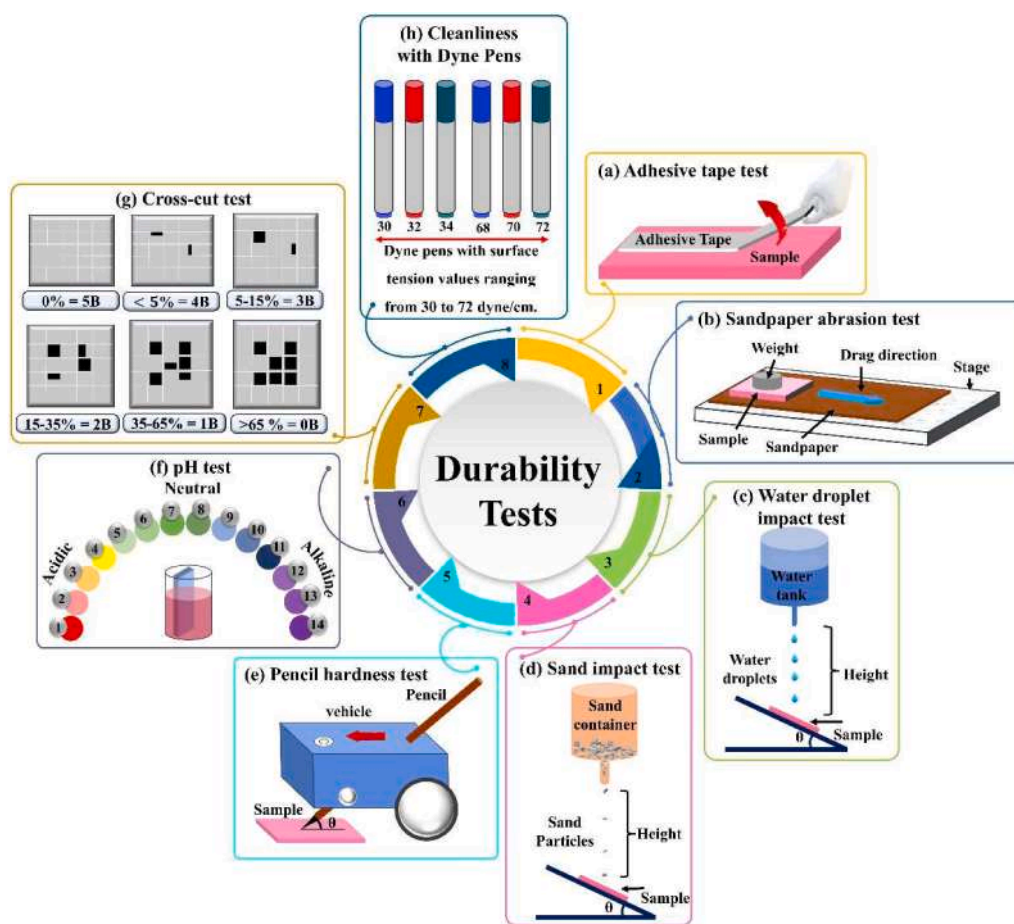 (h) Cleanliness
with Dyne Pens
30 32 34 68 70 72
Dyne pens with surface
tension values ranging
from 30 to 72 dyne/cm.
(a) Adhesive tape test
Adhesive Tape
Sample
(b) Sandpaper abrasion test
Weight
Drag direction
Stage
Sample
Sandpaper
(c) Water droplet
impact test
Water
tank
Water
droplets
Height
Sample
θ
(d) Sand impact test
Sand
container
Sand
Particles
Height
Sample
θ
(e) Pencil hardness test
Pencil
vehicle
Sample
θ
(f) pH test
Neutral
Acidic
Alkaline
1
2
3
4
5
6
7
8
9
10
11
12
13
14
(g) Cross-cut test
0% = 5B
< 5% = 4B
5-15% = 3B
15-35% = 2B
35-65% = 1B
>65 % = 0B
Durability
Tests
1
2
3
4
5
6
7
8